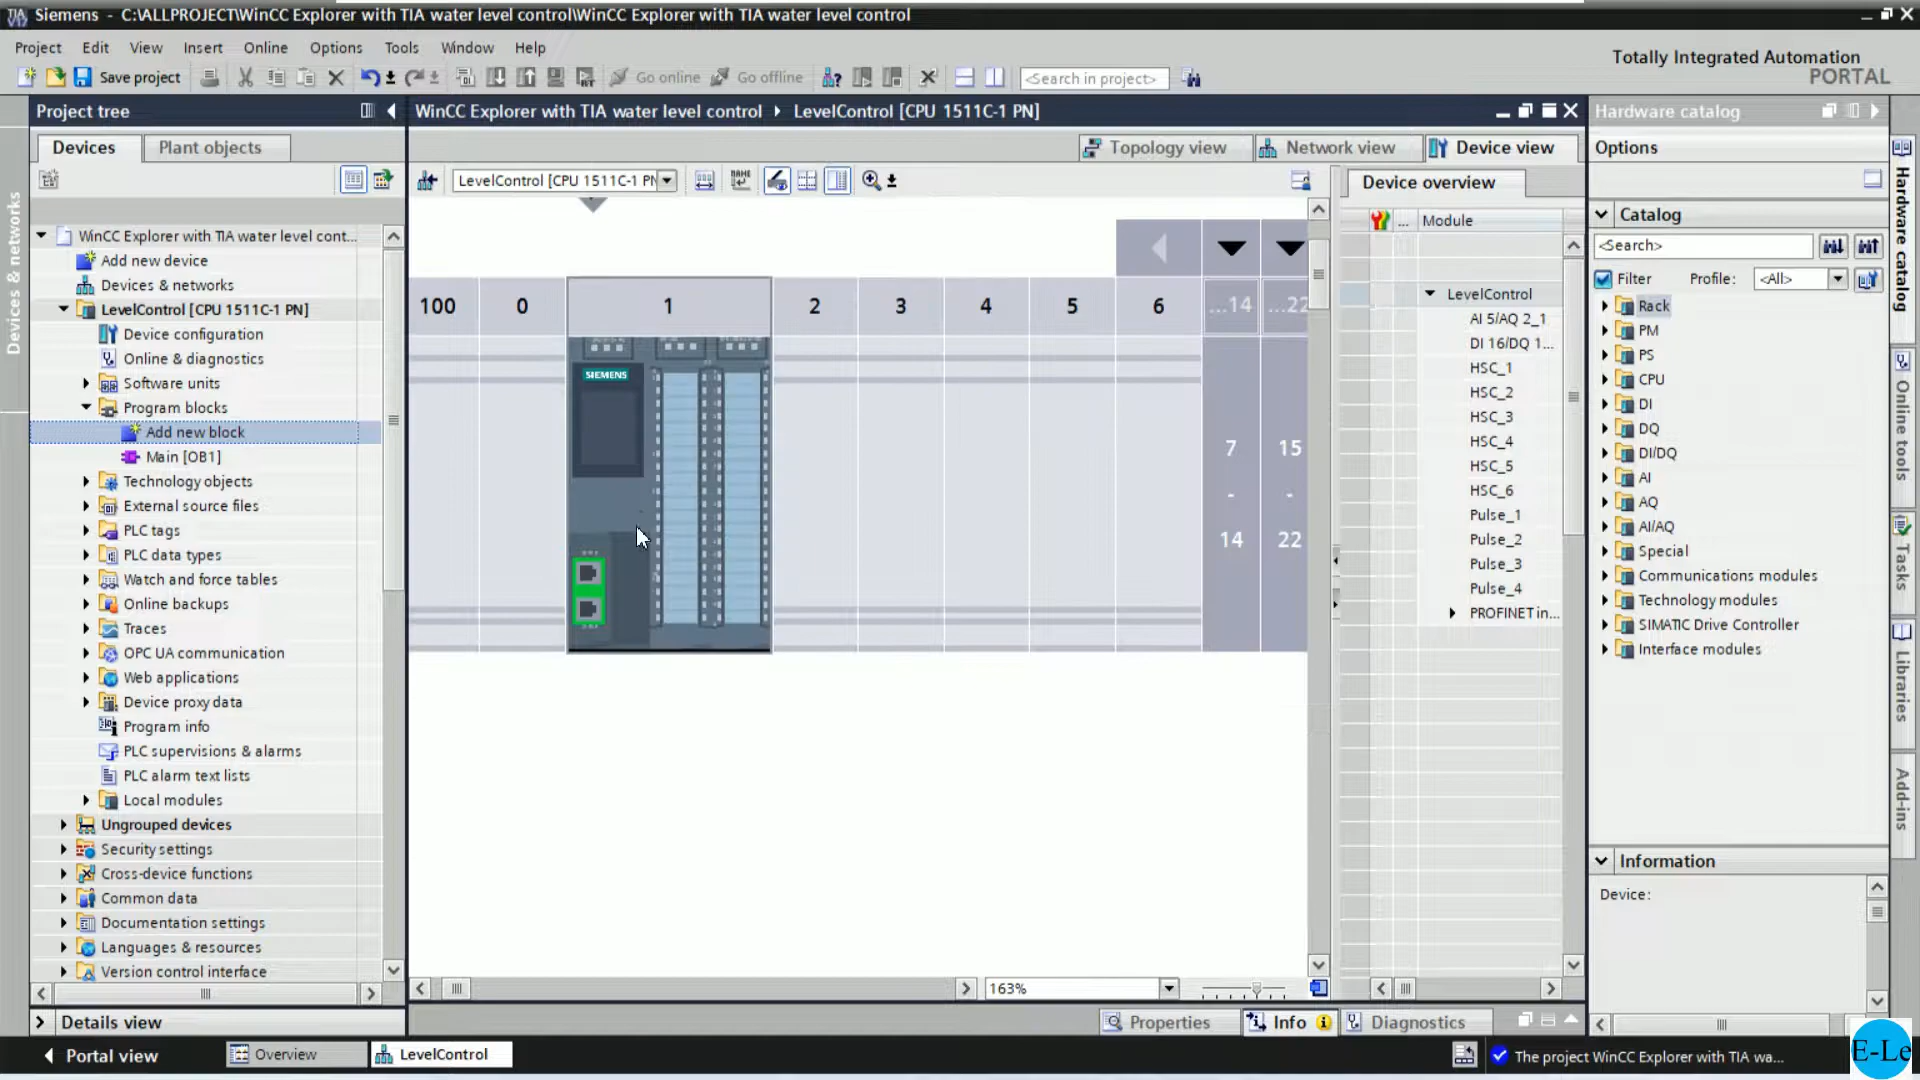 Siemens - C:\ALLPROJECT\WinCC Explorer with TIA water level control\WinCC Explorer with TIA water level control
Project Edit View Insert Online Options Tools Window Help
Totally Integrated Automation
PORTAL
Save project
Go online
Go offline
<Search in project>
Project tree
WinCC Explorer with TIA water level control
LevelControl [CPU 1511C-1 PN]
Hardware catalog
Devices
Plant objects
Topology view
Network view
Device view
Options
LevelControl [CPU 1511C-1 PN
Device overview
Module
Catalog
<Search>
Filter
Profile:
<All>
Devices & networks
WinCC Explorer with TIA water level cont...
Add new device
Devices & networks
LevelControl [CPU 1511C-1 PN]
Device configuration
Online & diagnostics
Software units
Program blocks
Add new block
Main [OB1]
Technology objects
External source files
PLC tags
PLC data types
Watch and force tables
Online backups
Traces
OPC UA communication
Web applications
Device proxy data
Program info
PLC supervisions & alarms
PLC alarm text lists
Local modules
Ungrouped devices
Security settings
Cross-device functions
Common data
Documentation settings
Languages & resources
Version control interface
Details view
100 0 1 2 3 4 5 6 ...14 ...22
SIEMENS
7 15
- -
14 22
163%
...
LevelControl
AI 5/AQ 2_1
DI 16/DQ 1...
HSC_1
HSC_2
HSC_3
HSC_4
HSC_5
HSC_6
Pulse_1
Pulse_2
Pulse_3
Pulse_4
PROFINET in...
Rack
PM
PS
CPU
DI
DQ
DI/DQ
AI
AQ
AI/AQ
Special
Communications modules
Technology modules
SIMATIC Drive Controller
Interface modules
Information
Device:
Hardware catalog
Online tools
Tasks
Libraries
Add-ins
Properties
Info
Diagnostics
Portal view
Overview
LevelControl
The project WinCC Explorer with TIA wa...
E-Le